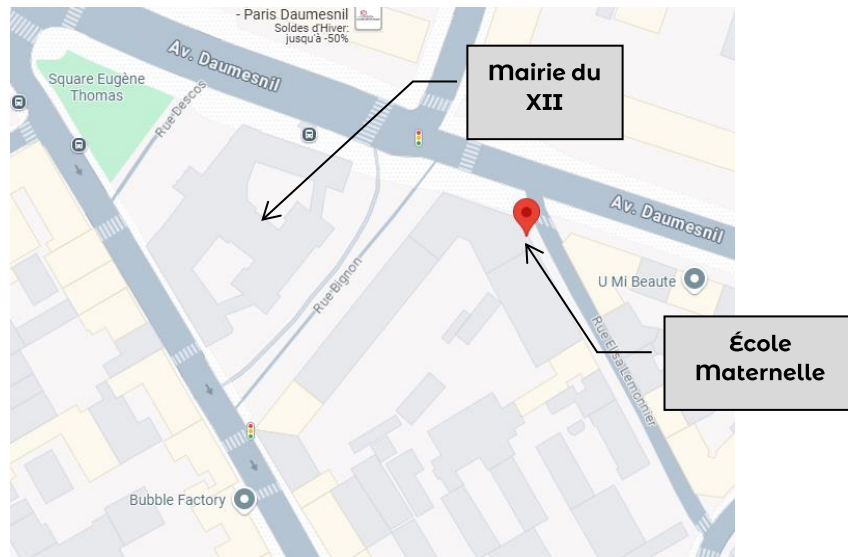 - Paris Daumesnil
Soldes d'Hiver:
jusqu'à -50%
Av. Daumesnil
Mairie du
XII
Square Eugène
Thomas
Rue Descos
Av. Daumesnil
Rue Bignon
U Mi Beaute
Rue Elisa Lemonnier
École
Maternelle
Bubble Factory